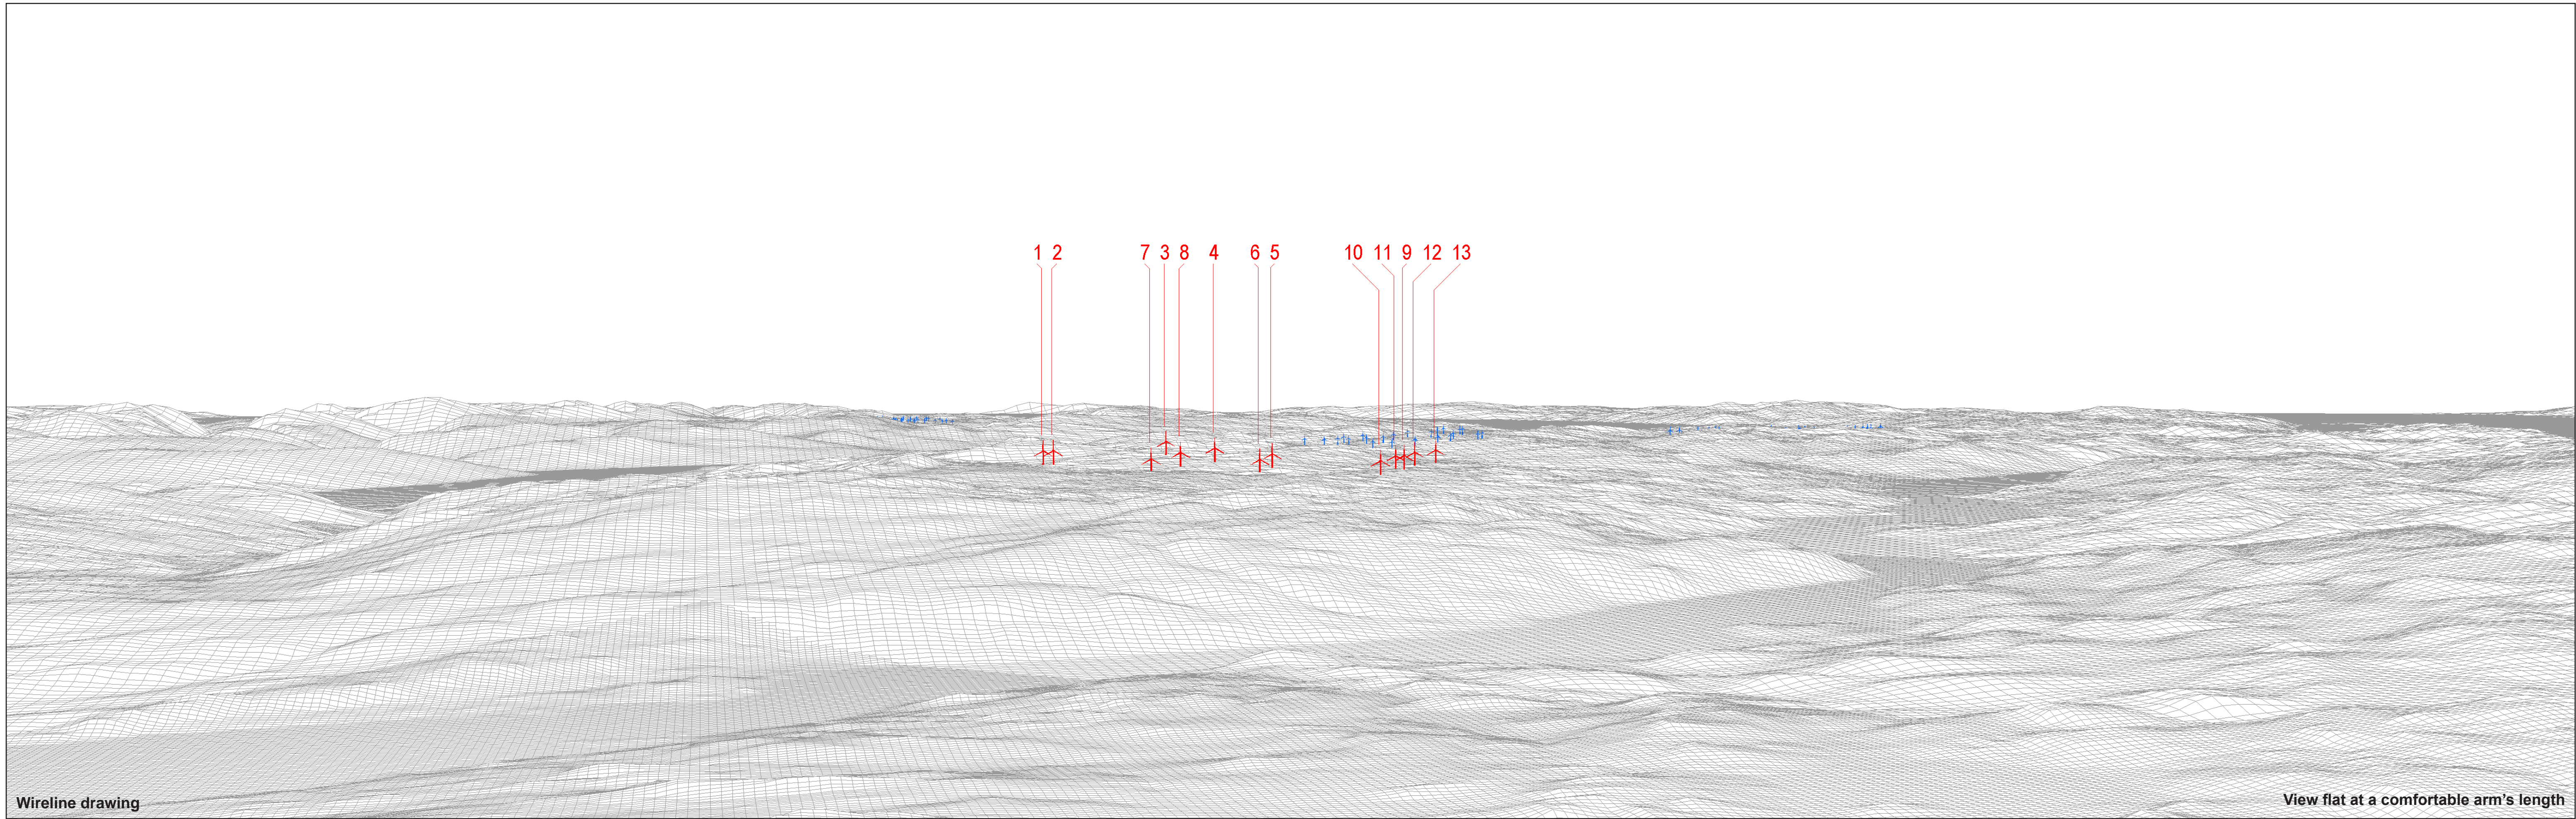 1 2 7 3 8 4 6 5 10 11 9 12 13
Wireline drawing
View flat at a comfortable arm's length